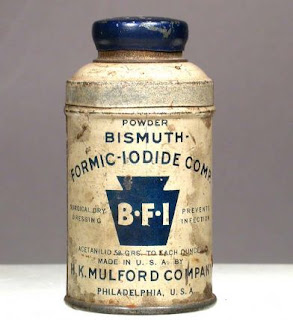 POWDER
BISMUTH-
FORMIC-IODIDE COMP.
SURGICAL DRY PREVENTS
DRESSING INFECTION
B·F·I
ACETANILID GRS. TO EACH OUNCE
MADE IN U.S.A. BY
H.K. MULFORD COMPANY
PHILADELPHIA, U.S.A.